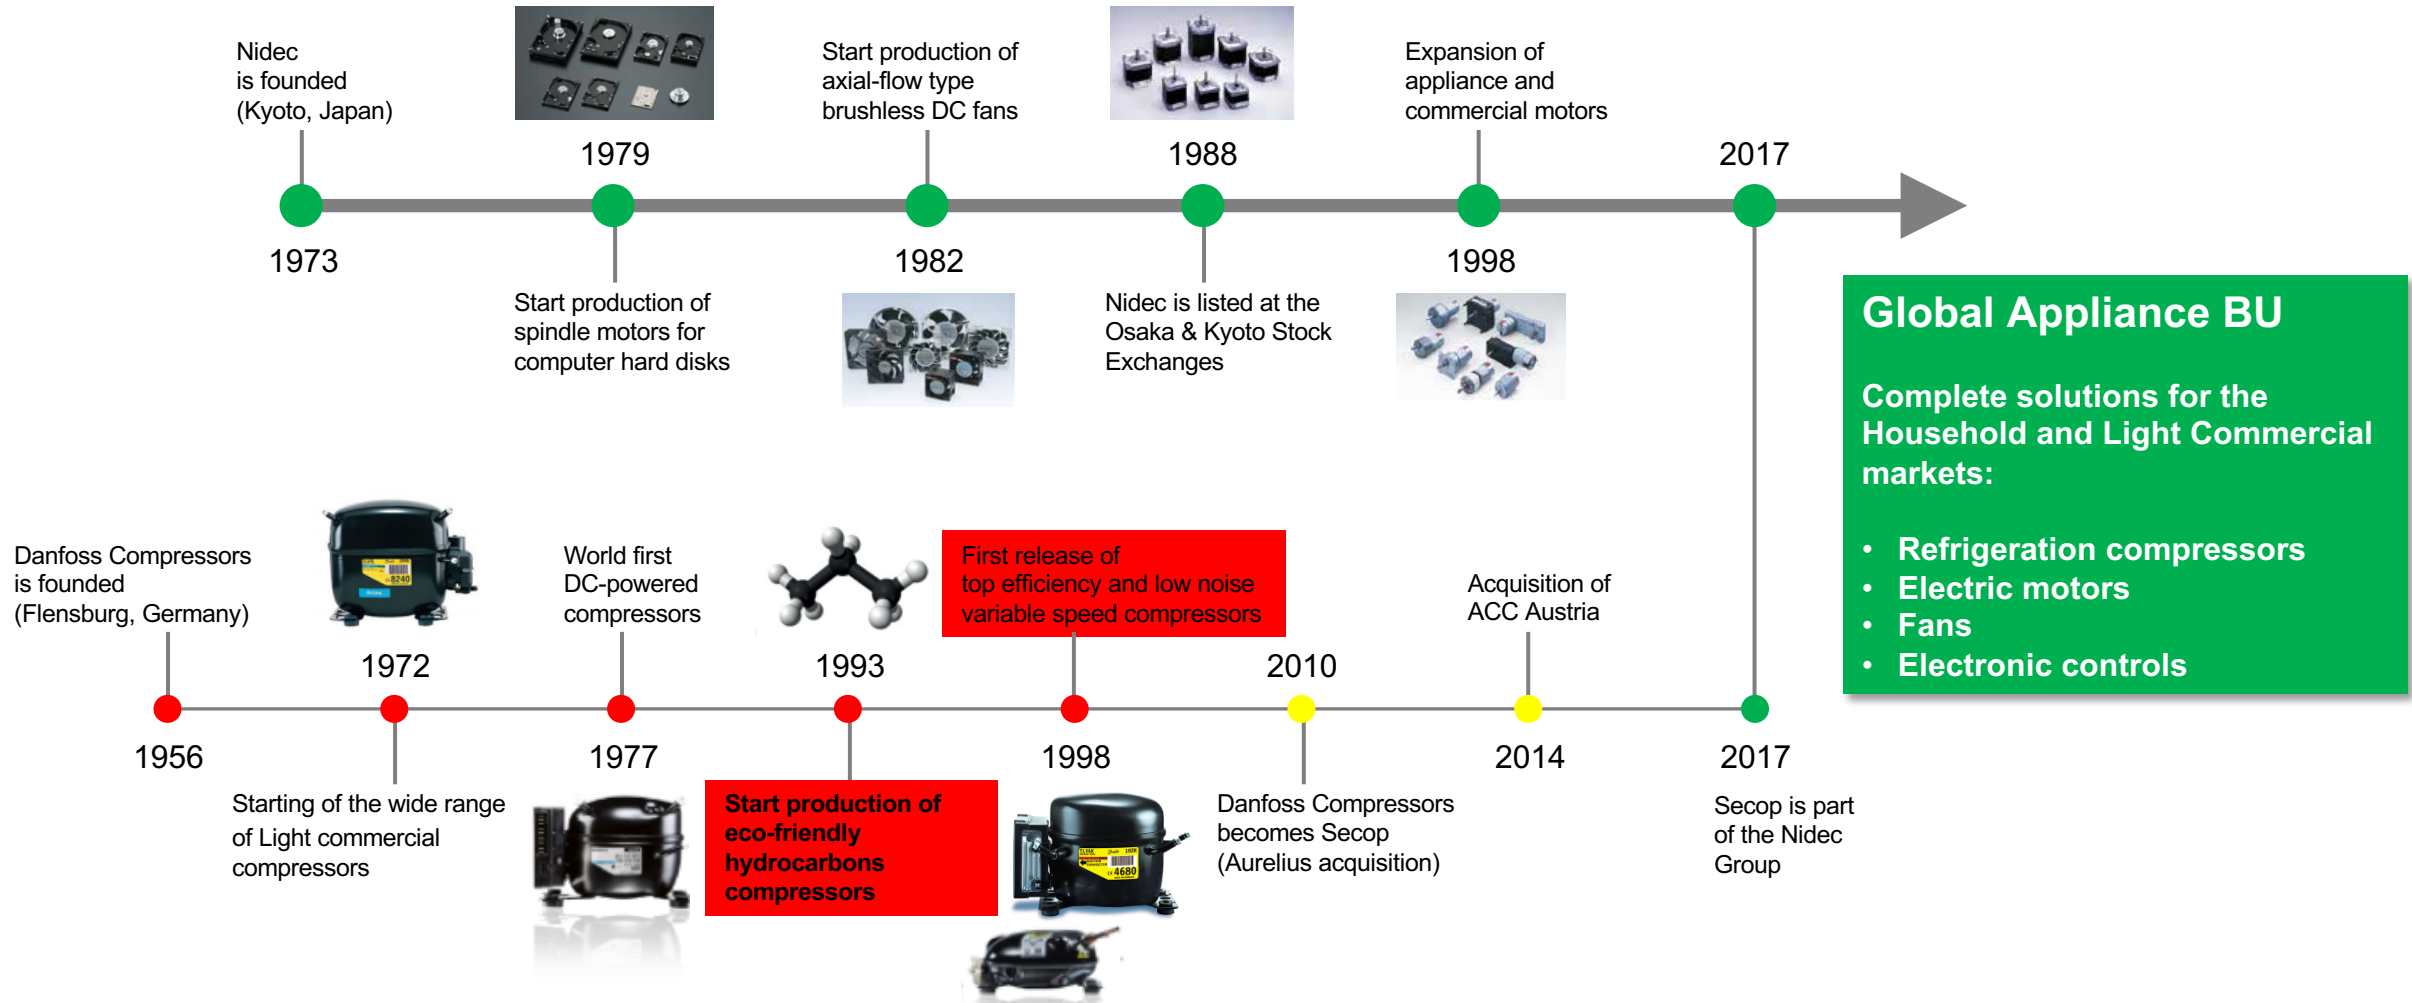 Nidec
is founded
(Kyoto, Japan)
1973
1979
Start production of
spindle motors for
computer hard disks
Start production of
axial-flow type
brushless DC fans
1982
1988
Nidec is listed at the
Osaka & Kyoto Stock
Exchanges
Expansion of
appliance and
commercial motors
1998
2017
Global Appliance BU
Complete solutions for the
Household and Light Commercial
markets:
• Refrigeration compressors
• Electric motors
• Fans
• Electronic controls
Danfoss Compressors
is founded
(Flensburg, Germany)
1956
8240
1972
Starting of the wide range
of Light commercial
compressors
World first
DC-powered
compressors
1977
1993
Start production of
eco-friendly
hydrocarbons
compressors
First release of
top efficiency and low noise
variable speed compressors
1998
4680
2010
Danfoss Compressors
becomes Secop
(Aurelius acquisition)
Acquisition of
ACC Austria
2014
2017
Secop is part
of the Nidec
Group